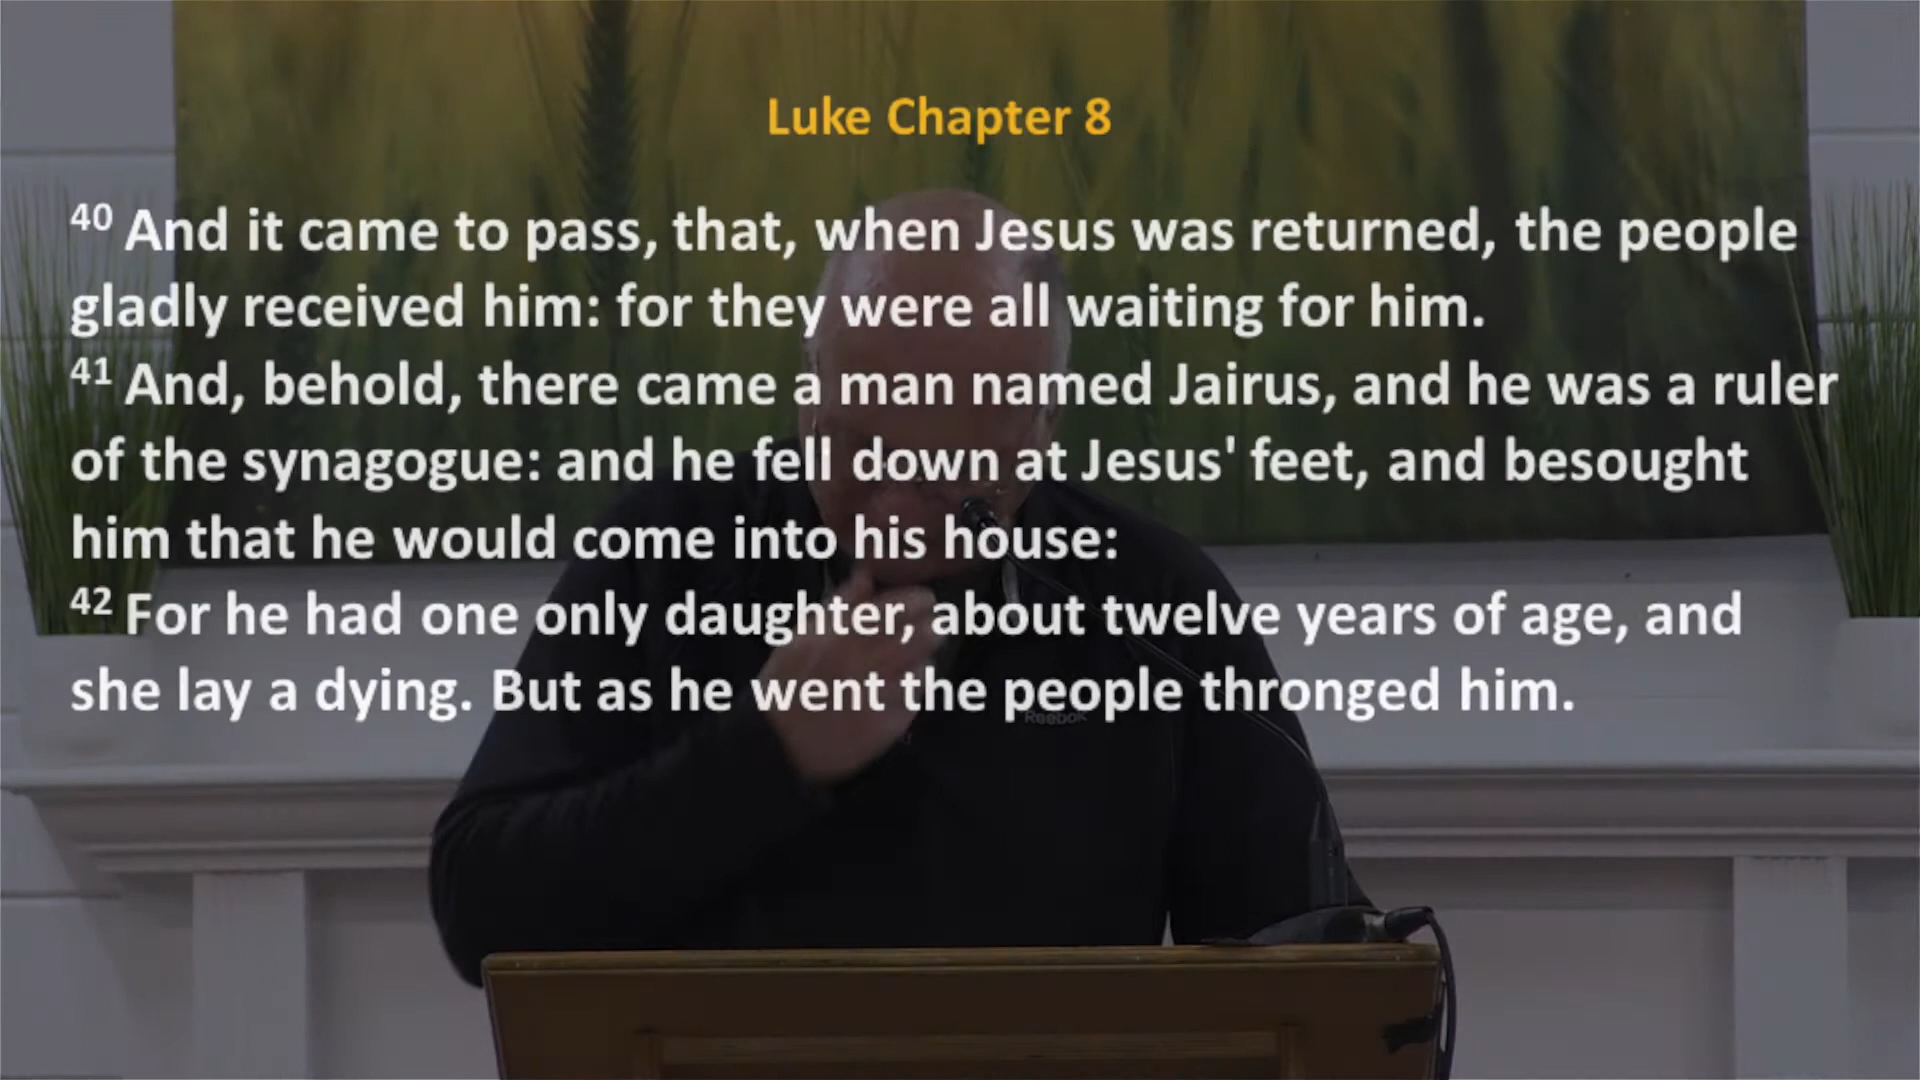 Luke Chapter 8
40 And it came to pass, that, when Jesus was returned, the people
gladly received him: for they were all waiting for him.
41 And, behold, there came a man named Jairus, and he was a ruler
of the synagogue: and he fell down at Jesus' feet, and besought
him that he would come into his house:
42 For he had one only daughter, about twelve years of age, and
she lay a dying. But as he went the people thronged him.
Reebok